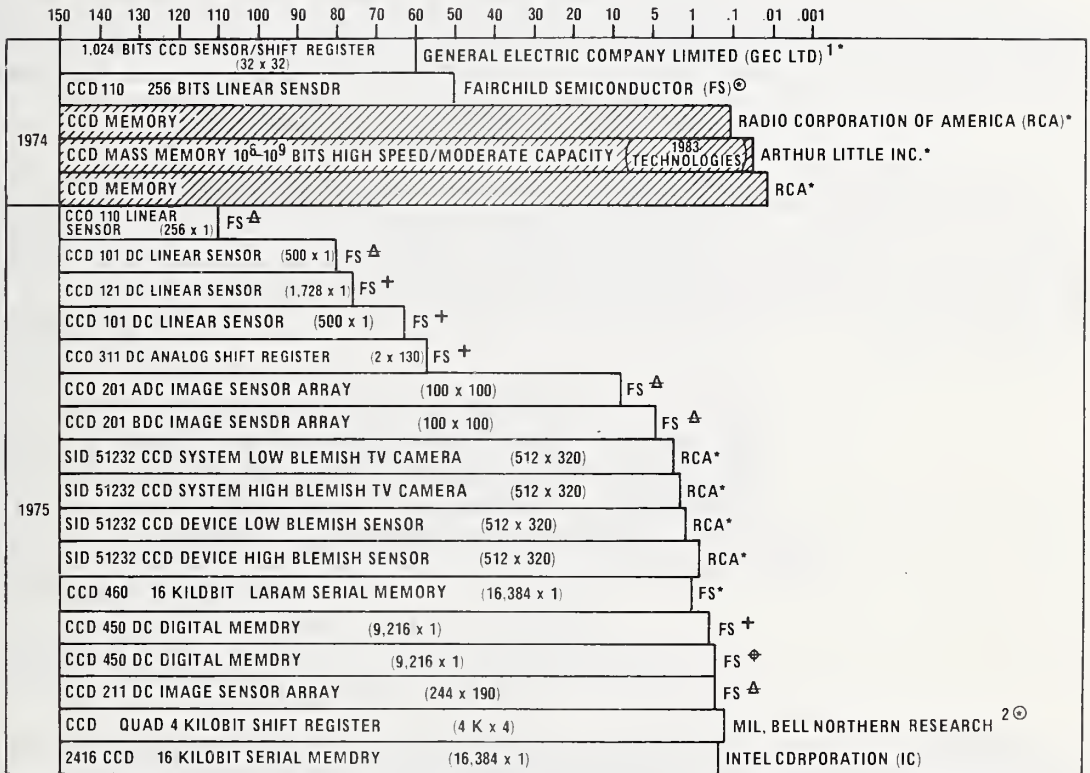 150 140 130 120 110 100 90 80 70 60 50 40 30 20 10 5 1 .1 .01 .001
1974
1.024 BITS CCD SENSOR/SHIFT REGISTER
(32 x 32)
GENERAL ELECTRIC COMPANY LIMITED (GEC LTD) 1*
CCD 110 256 BITS LINEAR SENSDR FAIRCHILD SEMICONDUCTOR (FS)⊛
CCD MEMORY RADIO CORPORATION OF AMERICA (RCA)*
CCD MASS MEMORY 10⁶–10⁹ BITS HIGH SPEED/MODERATE CAPACITY 1983 TECHNOLOGIES ARTHUR LITTLE INC.*
CCD MEMORY RCA*
1975
CCO 110 LINEAR
SENSOR (256 x 1) FS △
CCD 101 DC LINEAR SENSOR (500 x 1) FS △
CCD 121 DC LINEAR SENSOR (1,728 x 1) FS +
CCD 101 DC LINEAR SENSOR (500 x 1) FS +
CCO 311 DC ANALOG SHIFT REGISTER (2 x 130) FS +
CCO 201 ADC IMAGE SENSOR ARRAY (100 x 100) FS △
CCD 201 BDC IMAGE SENSDR ARRAY (100 x 100) FS △
SID 51232 CCD SYSTEM LOW BLEMISH TV CAMERA (512 x 320) RCA*
SID 51232 CCD SYSTEM HIGH BLEMISH TV CAMERA (512 x 320) RCA*
SID 51232 CCD DEVICE LOW BLEMISH SENSOR (512 x 320) RCA*
SID 51232 CCD DEVICE HIGH BLEMISH SENSOR (512 x 320) RCA*
CCD 460 16 KILDBIT LARAM SERIAL MEMORY (16,384 x 1) FS*
CCD 450 DC DIGITAL MEMDRY (9,216 x 1) FS +
CCD 450 DC DIGITAL MEMDRY (9,216 x 1) FS ⌖
CCD 211 DC IMAGE SENSOR ARRAY (244 x 190) FS △
CCD QUAD 4 KILOBIT SHIFT REGISTER (4 K x 4) MIL, BELL NORTHERN RESEARCH 2⊛
2416 CCD 16 KILOBIT SERIAL MEMDRY (16,384 x 1) INTEL CDRPORATION (IC)